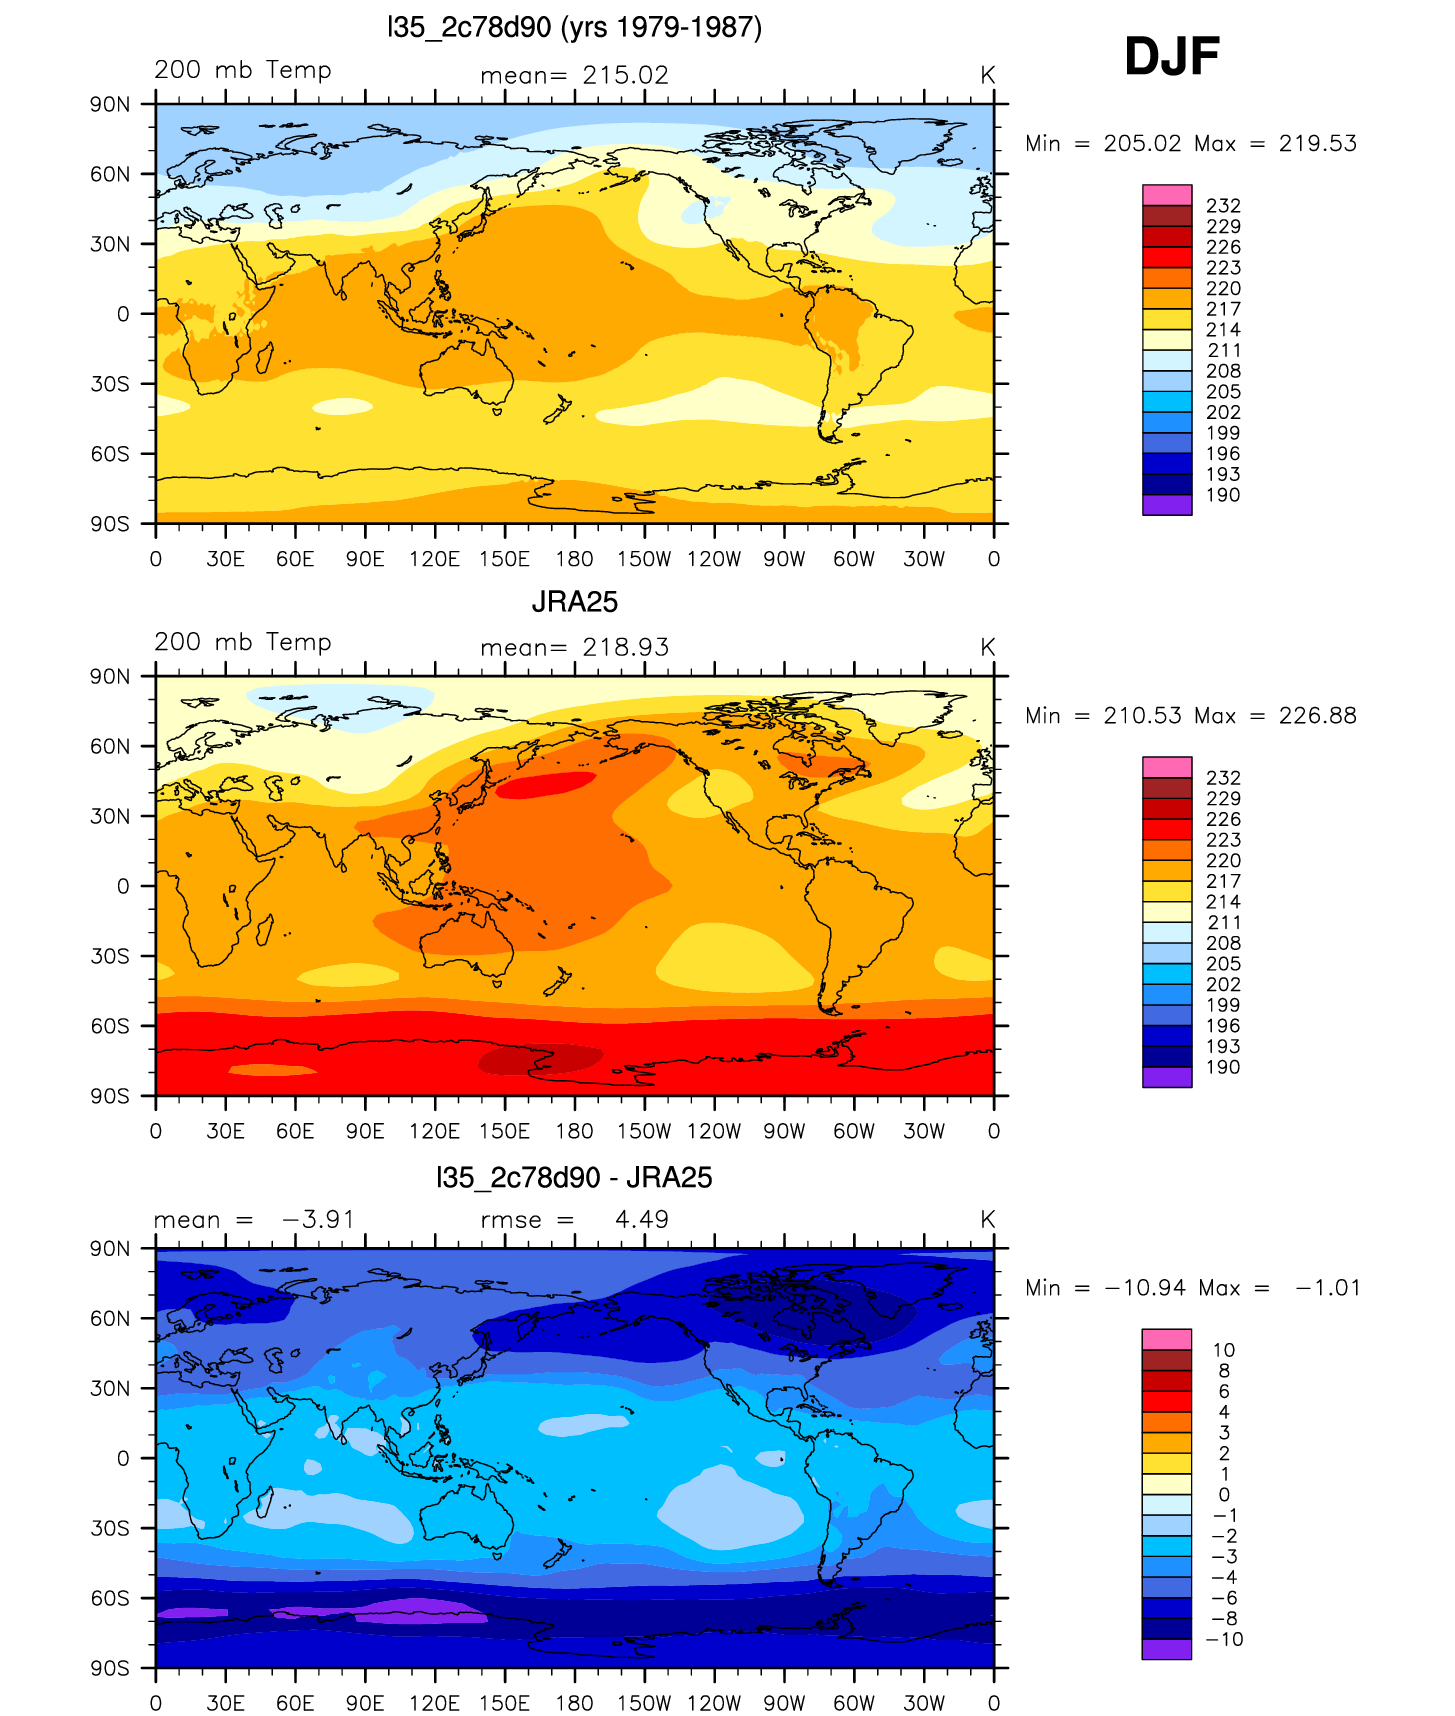 l35_2c78d90 (yrs 1979-1987)
DJF
200 mb Temp mean= 215.02 K
Min = 205.02 Max = 219.53
90N
60N
30N
0
30S
60S
90S
0 30E 60E 90E 120E 150E 180 150W 120W 90W 60W 30W 0
232
229
226
223
220
217
214
211
208
205
202
199
196
193
190
JRA25
200 mb Temp mean= 218.93 K
Min = 210.53 Max = 226.88
90N
60N
30N
0
30S
60S
90S
0 30E 60E 90E 120E 150E 180 150W 120W 90W 60W 30W 0
232
229
226
223
220
217
214
211
208
205
202
199
196
193
190
l35_2c78d90 - JRA25
mean = −3.91 rmse = 4.49 K
Min = −10.94 Max = −1.01
90N
60N
30N
0
30S
60S
90S
0 30E 60E 90E 120E 150E 180 150W 120W 90W 60W 30W 0
10
8
6
4
3
2
1
0
−1
−2
−3
−4
−6
−8
−10